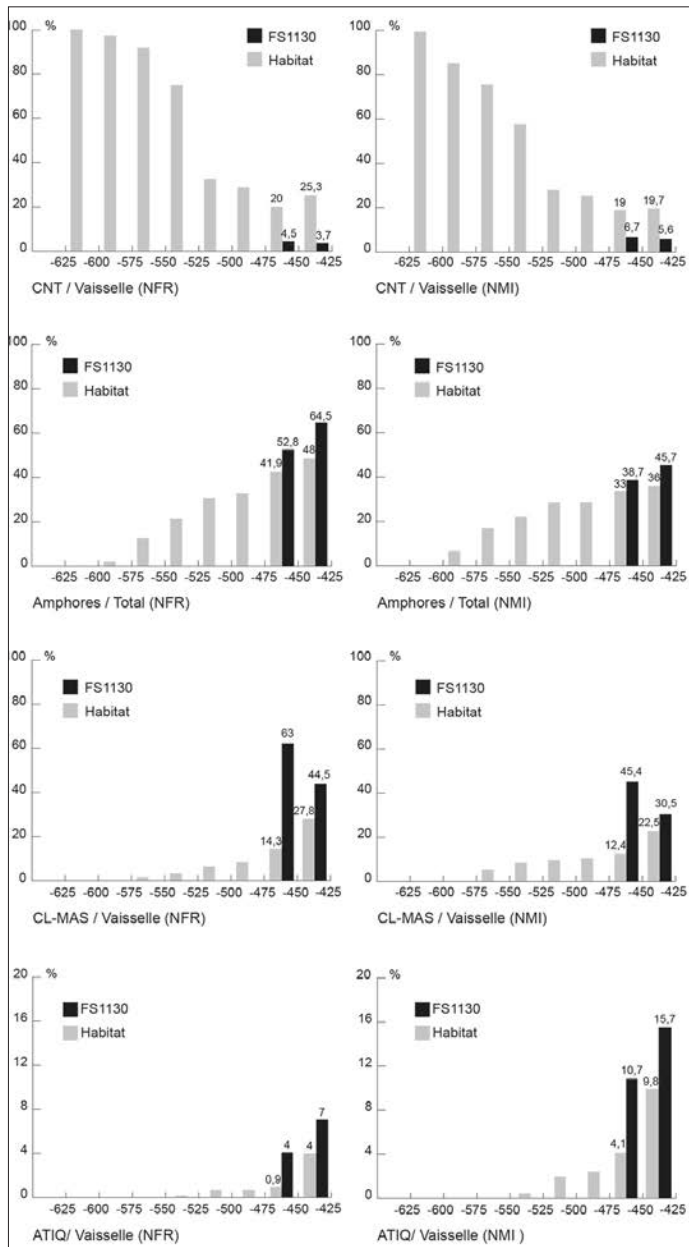 100 %
80
60
40
20
0
FS1130
Habitat
20
4,5
25,3
3,7
-625 -600 -575 -550 -525 -500 -475 -450 -425
CNT / Vaisselle (NFR)
100 %
80
60
40
20
0
FS1130
Habitat
19
6,7
19,7
5,6
-625 -600 -575 -550 -525 -500 -475 -450 -425
CNT / Vaisselle (NMI)
100 %
80
60
40
20
0
FS1130
Habitat
41,9
52,8
48
64,5
-625 -600 -575 -550 -525 -500 -475 -450 -425
Amphores / Total (NFR)
100 %
80
60
40
20
0
FS1130
Habitat
33
38,7
36
45,7
-625 -600 -575 -550 -525 -500 -475 -450 -425
Amphores / Total (NMI)
00 %
80
60
40
20
0
FS1130
Habitat
14,3
63
27,8
44,5
-625 -600 -575 -550 -525 -500 -475 -450 -425
CL-MAS / Vaisselle (NFR)
100 %
80
60
40
20
0
FS1130
Habitat
12,4
45,4
22,5
30,5
-625 -600 -575 -550 -525 -500 -475 -450 -425
CL-MAS / Vaisselle (NMI)
20 %
16
12
8
4
0
FS1130
Habitat
0,9
4
4
7
-625 -600 -575 -550 -525 -500 -475 -450 -425
ATIQ/ Vaisselle (NFR)
20 %
16
12
8
4
0
FS1130
Habitat
4,1
10,7
9,8
15,7
-625 -600 -575 -550 -525 -500 -475 -450 -425
ATIQ/ Vaisselle (NMI )